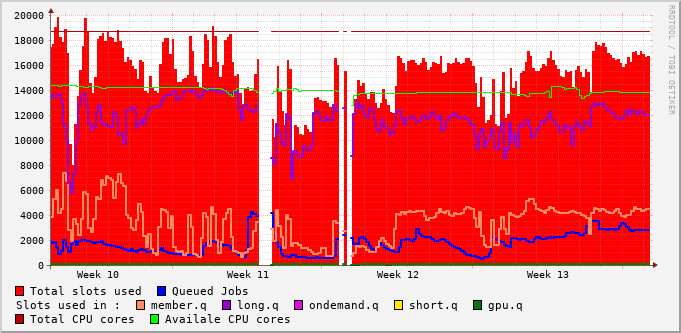 20000
18000
16000
14000
12000
10000
8000
6000
4000
2000
0
Week 10 Week 11 Week 12 Week 13
RRDTOOL / TOBI OETIKER
Total slots used Queued Jobs
Slots used in : member.q long.q ondemand.q short.q gpu.q
Total CPU cores Availale CPU cores